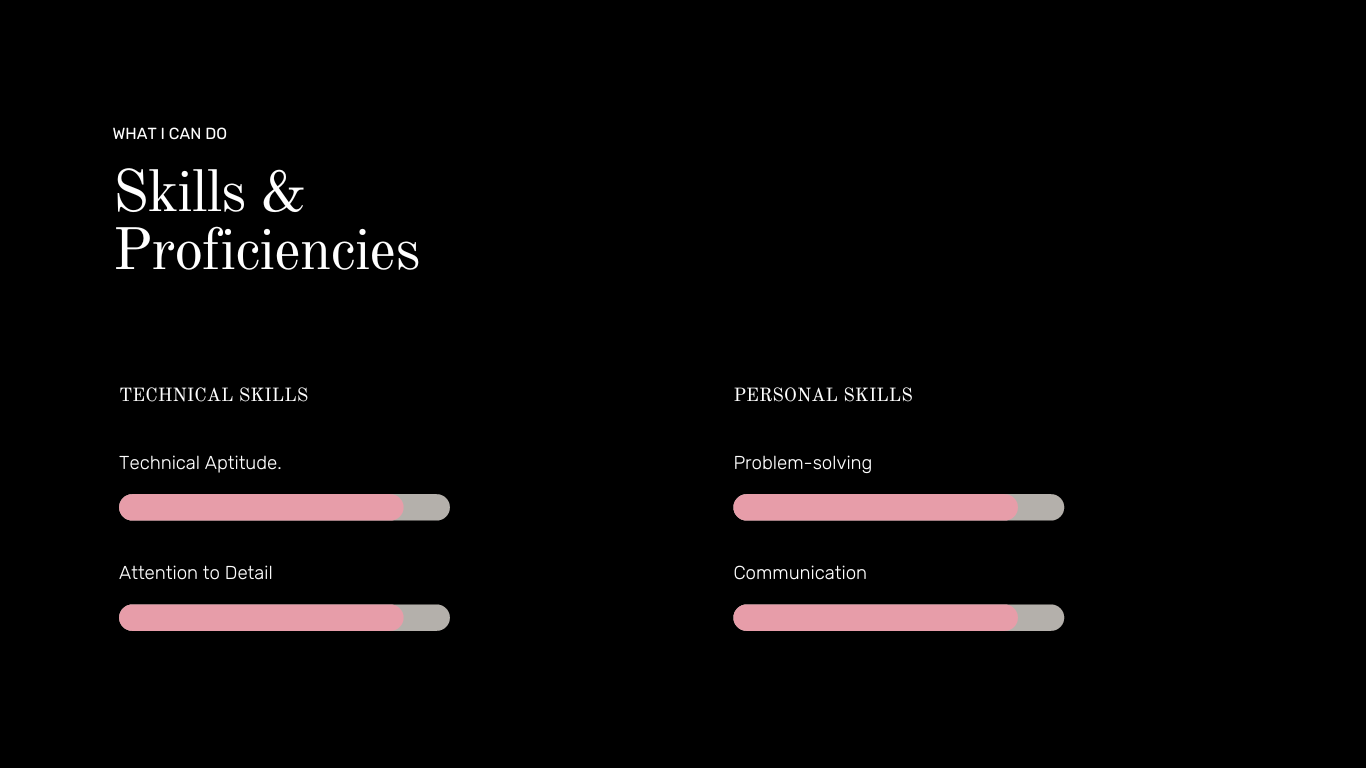 WHAT I CAN DO
Skills &
Proficiencies
TECHNICAL SKILLS
Technical Aptitude.
Attention to Detail
PERSONAL SKILLS
Problem-solving
Communication